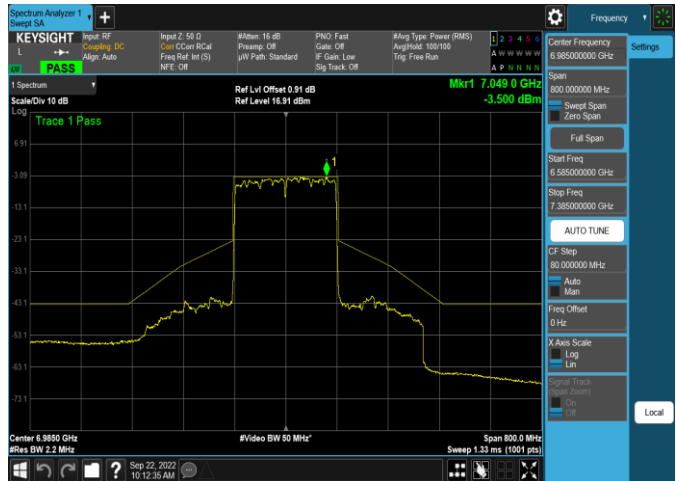 Spectrum Analyzer 1
Swept SA
Frequency
KEYSIGHT
L
PASS
Input: RF
Coupling: DC
Align: Auto
Input Z: 50 Ω
Corr CCorr RCal
Freq Ref: Int (S)
NFE: Off
#Atten: 16 dB
Preamp: Off
µW Path: Standard
PNO: Fast
Gate: Off
IF Gain: Low
Sig Track: Off
#Avg Type: Power (RMS)
Avg|Hold: 100/100
Trig: Free Run
1 2 3 4 5 6
A W W W W W
A P N N N N
1 Spectrum
Scale/Div 10 dB
Log
Ref Lvl Offset 0.91 dB
Ref Level 16.91 dBm
Mkr1 7.049 0 GHz
-3.500 dBm
Trace 1 Pass
1
6.91
-3.09
-13.1
-23.1
-33.1
-43.1
-53.1
-63.1
-73.1
Center 6.9850 GHz
#Res BW 2.2 MHz
#Video BW 50 MHz*
Span 800.0 MHz
Sweep 1.33 ms (1001 pts)
Sep 22, 2022
10:12:35 AM
?
Center Frequency
6.985000000 GHz
Settings
Span
800.000000 MHz
Swept Span
Zero Span
Full Span
Start Freq
6.585000000 GHz
Stop Freq
7.385000000 GHz
AUTO TUNE
CF Step
80.000000 MHz
Auto
Man
Freq Offset
0 Hz
X Axis Scale
Log
Lin
Signal Track
(Span Zoom)
On
Off
Local